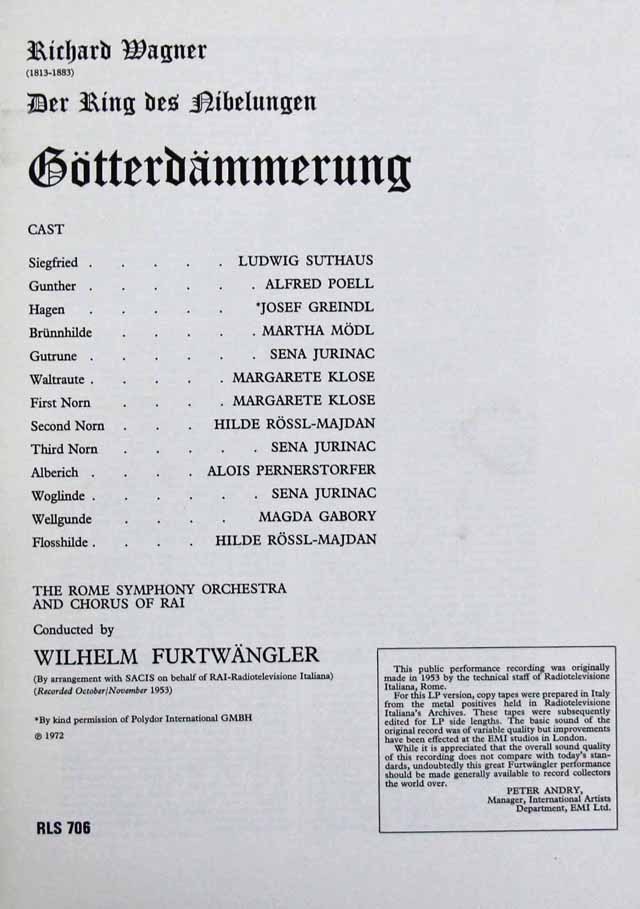 Richard Wagner
(1813-1883)
Der Ring des Nibelungen
Götterdämmerung
CAST
Siegfried . . . . . LUDWIG SUTHAUS
Gunther . . . . . ALFRED POELL
Hagen . . . . *JOSEF GREINDL
Brünnhilde . . . . MARTHA MÖDL
Gutrune . . . . . SENA JURINAC
Waltraute . . . . MARGARETE KLOSE
First Norn . . . . MARGARETE KLOSE
Second Norn . . . HILDE RÖSSL-MAJDAN
Third Norn . . . . SENA JURINAC
Alberich . . . . ALOIS PERNERSTORFER
Woglinde . . . . . SENA JURINAC
Wellgunde . . . . MAGDA GABORY
Flosshilde . . . . HILDE RÖSSL-MAJDAN
THE ROME SYMPHONY ORCHESTRA
AND CHORUS OF RAI
Conducted by
WILHELM FURTWÄNGLER
(By arrangement with SACIS on behalf of RAI-Radiotelevisione Italiana)
(Recorded October/November 1953)
*By kind permission of Polydor International GMBH
℗ 1972
RLS 706
This public performance recording was originally
made in 1953 by the technical staff of Radiotelevisione
Italiana, Rome.
For this LP version, copy tapes were prepared in Italy
from the metal positives held in Radiotelevisione
Italiana's Archives. These tapes were subsequently
edited for LP side lengths. The basic sound of the
original record was of variable quality but improvements
have been effected at the EMI studios in London.
While it is appreciated that the overall sound quality
of this recording does not compare with today's stan-
dards, undoubtedly this great Furtwängler performance
should be made generally available to record collectors
the world over.
PETER ANDRY,
Manager, International Artists
Department, EMI Ltd.